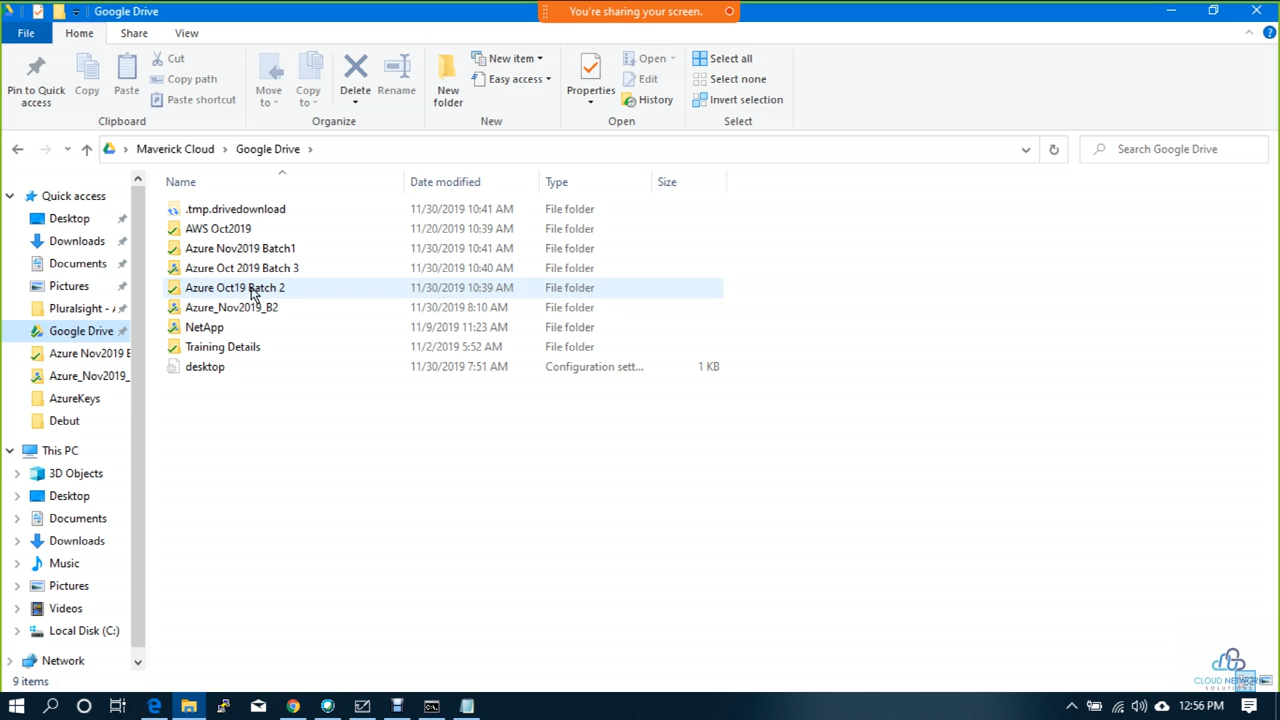 Google Drive
You're sharing your screen.
File Home Share View
Pin to Quick access
Copy
Paste
Cut
Copy path
Paste shortcut
Clipboard
Move to
Copy to
Delete
Rename
Organize
New folder
New item
Easy access
New
Properties
Open
Edit
History
Open
Select all
Select none
Invert selection
Select
Maverick Cloud > Google Drive >
Search Google Drive
Quick access
Desktop
Downloads
Documents
Pictures
Pluralsight - A
Google Drive
Azure Nov2019 B
Azure_Nov2019_
AzureKeys
Debut
This PC
3D Objects
Desktop
Documents
Downloads
Music
Pictures
Videos
Local Disk (C:)
Network
Name Date modified Type Size
.tmp.drivedownload 11/30/2019 10:41 AM File folder
AWS Oct2019 11/20/2019 10:39 AM File folder
Azure Nov2019 Batch1 11/30/2019 10:41 AM File folder
Azure Oct 2019 Batch 3 11/30/2019 10:40 AM File folder
Azure Oct19 Batch 2 11/30/2019 10:39 AM File folder
Azure_Nov2019_B2 11/30/2019 8:10 AM File folder
NetApp 11/9/2019 11:23 AM File folder
Training Details 11/2/2019 5:52 AM File folder
desktop 11/30/2019 7:51 AM Configuration sett... 1 KB
CLOUD NETWORK
SOLUTIONS
9 items
12:56 PM